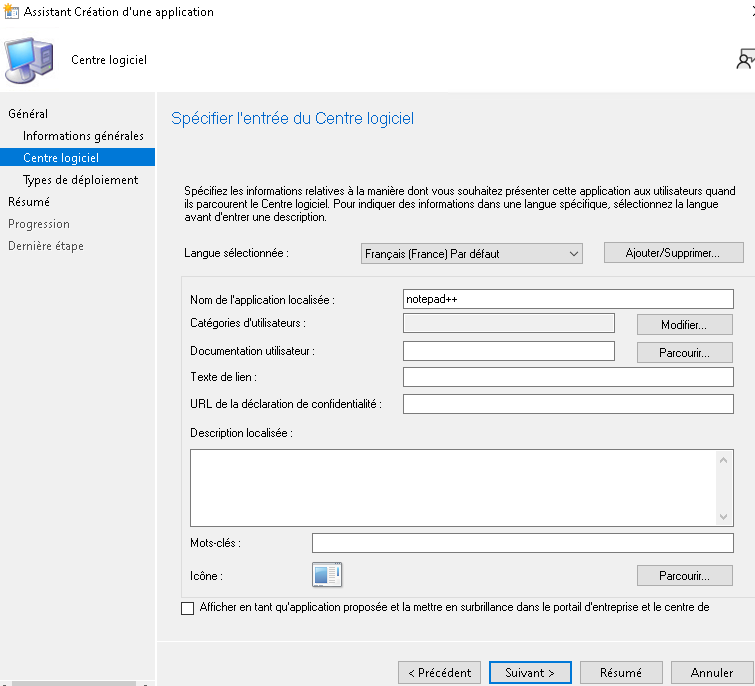 Assistant Création d'une application
Centre logiciel
Général
Informations générales
Centre logiciel
Types de déploiement
Résumé
Progression
Dernière étape
Spécifier l'entrée du Centre logiciel
Spécifiez les informations relatives à la manière dont vous souhaitez présenter cette application aux utilisateurs quand
ils parcourent le Centre logiciel. Pour indiquer des informations dans une langue spécifique, sélectionnez la langue
avant d'entrer une description.
Langue sélectionnée :
Français (France) Par défaut
Ajouter/Supprimer...
Nom de l'application localisée :
notepad++
Catégories d'utilisateurs :
Modifier...
Documentation utilisateur :
Parcourir...
Texte de lien :
URL de la déclaration de confidentialité :
Description localisée :
Mots-clés :
Icône :
Parcourir...
Afficher en tant qu'application proposée et la mettre en surbrillance dans le portail d'entreprise et le centre de
< Précédent
Suivant >
Résumé
Annuler